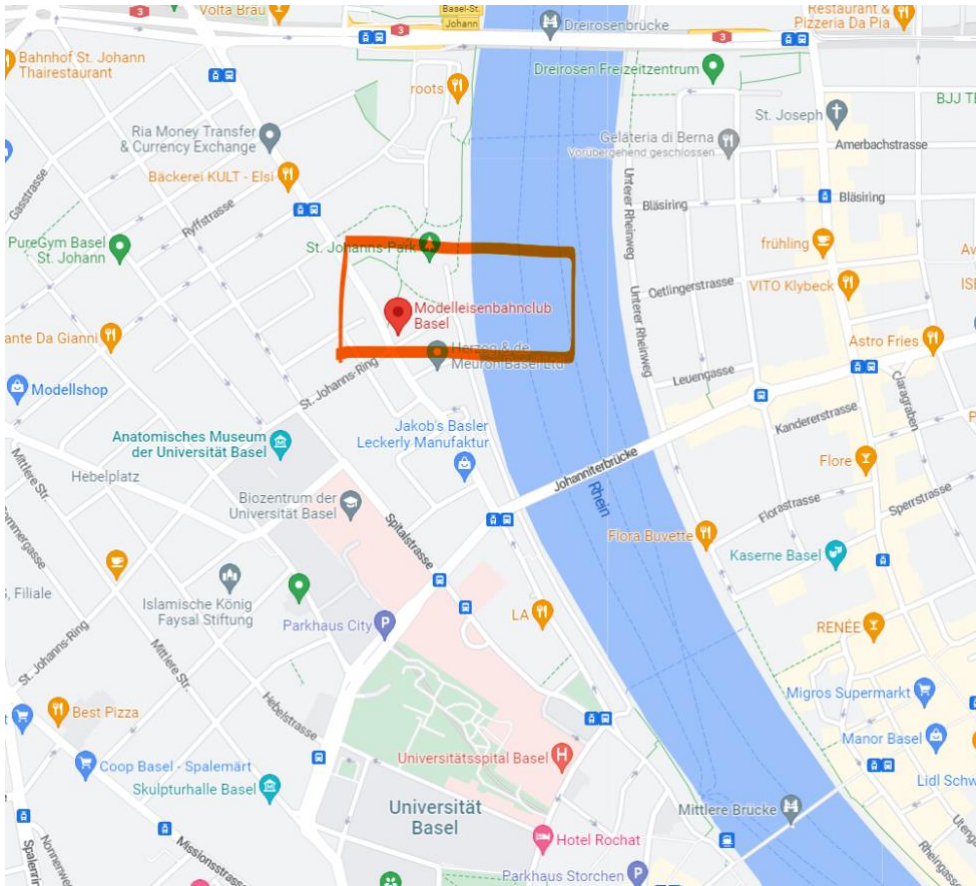 Volta Bräu
3
Basel-St.
Johann
3
Dreirosenbrücke
3
Restaurant &
Pizzeria Da Pia
Bahnhof St. Johann
Thairestaurant
roots
Dreirosen Freizeitzentrum
BJJ
St. Joseph
Ria Money Transfer
& Currency Exchange
Gelateria di Berna
Vorübergehend geschlossen
Amerbachstrasse
Gasstrasse
Bäckerei KULT - Elsi
Ryffstrasse
Unterer Rheinweg
Bläsiring
Bläsiring
PureGym Basel
St. Johann
St. Johanns-Park
frühling
Oetlingerstrasse
VITO Klybeck
Modelleisenbahnclub
Basel
Unterer Rheinweg
ante Da Gianni
Herzog & de
Meuron Basel Ltd
Astro Fries
Modellshop
St. Johanns-Ring
Leuengasse
Claragraben
Kandererstrasse
Jakob's Basler
Leckerly Manufaktur
Anatomisches Museum
der Universität Basel
Mittlere Str.
Hebelplatz
Johanniterbrücke
Flore
Biozentrum der
Universität Basel
Rhein
Florastrasse
Sperrstrasse
Spitalstrasse
Flora Buvette
Kaserne Basel
Filiale
Islamische König
Faysal Stiftung
Parkhaus City
P
LA
RENÉE
St. Johanns-Ring
Mittlere Str.
Hebelstrasse
Migros Supermarkt
Best Pizza
Manor Basel
Coop Basel - Spalemärt
Universitätsspital Basel
H
Lidl Schw
Skulpturhalle Basel
Universität
Basel
Mittlere Brücke
Hotel Rochat
Missionsstrasse
Rheingasse
Parkhaus Storchen
P